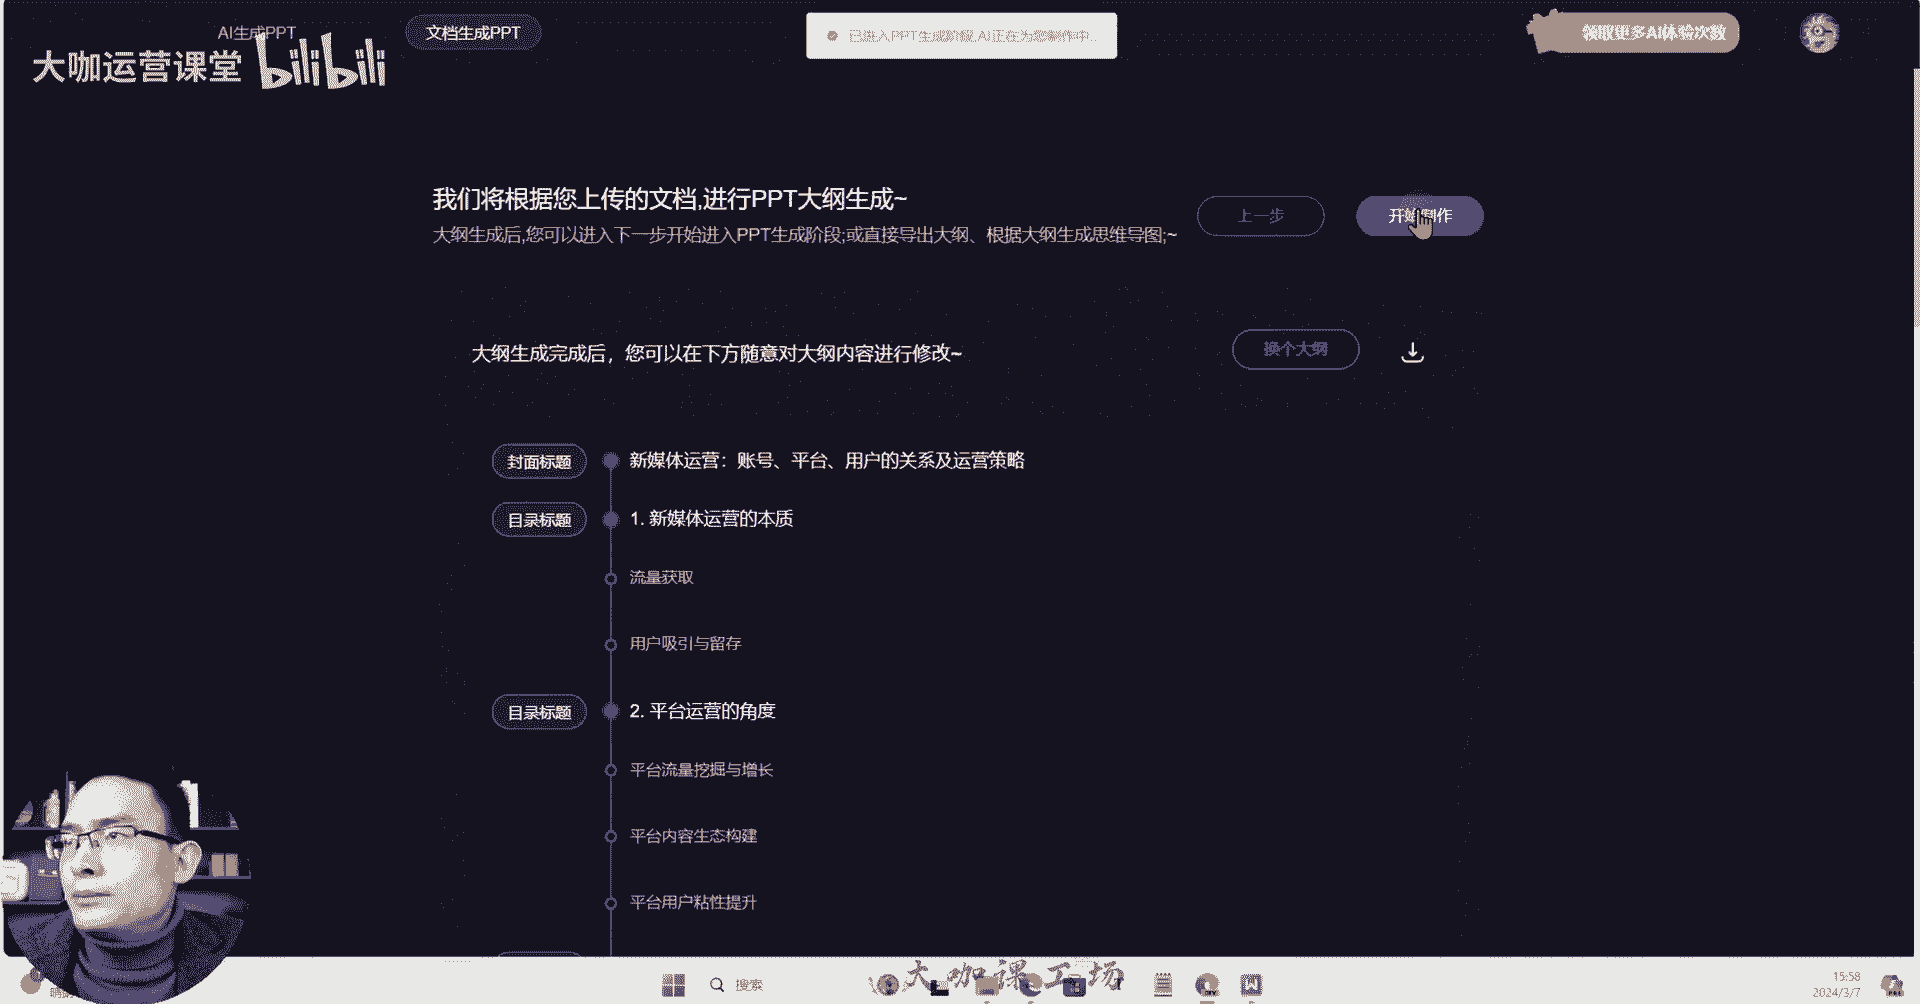 AI生成PPT
文档生成PPT
已进入PPT生成阶段,AI正在为您制作中...
领取更多AI体验次数
大咖运营课堂 bilibili
我们将根据您上传的文档,进行PPT大纲生成~
大纲生成后,您可以进入下一步开始进入PPT生成阶段;或直接导出大纲、根据大纲生成思维导图;~
上一步
开始制作
大纲生成完成后，您可以在下方随意对大纲内容进行修改~
换个大纲
封面标题 新媒体运营：账号、平台、用户的关系及运营策略
目录标题 1. 新媒体运营的本质
流量获取
用户吸引与留存
目录标题 2. 平台运营的角度
平台流量挖掘与增长
平台内容生态构建
平台用户粘性提升
搜索
大咖课工场
15:58
2024/3/7